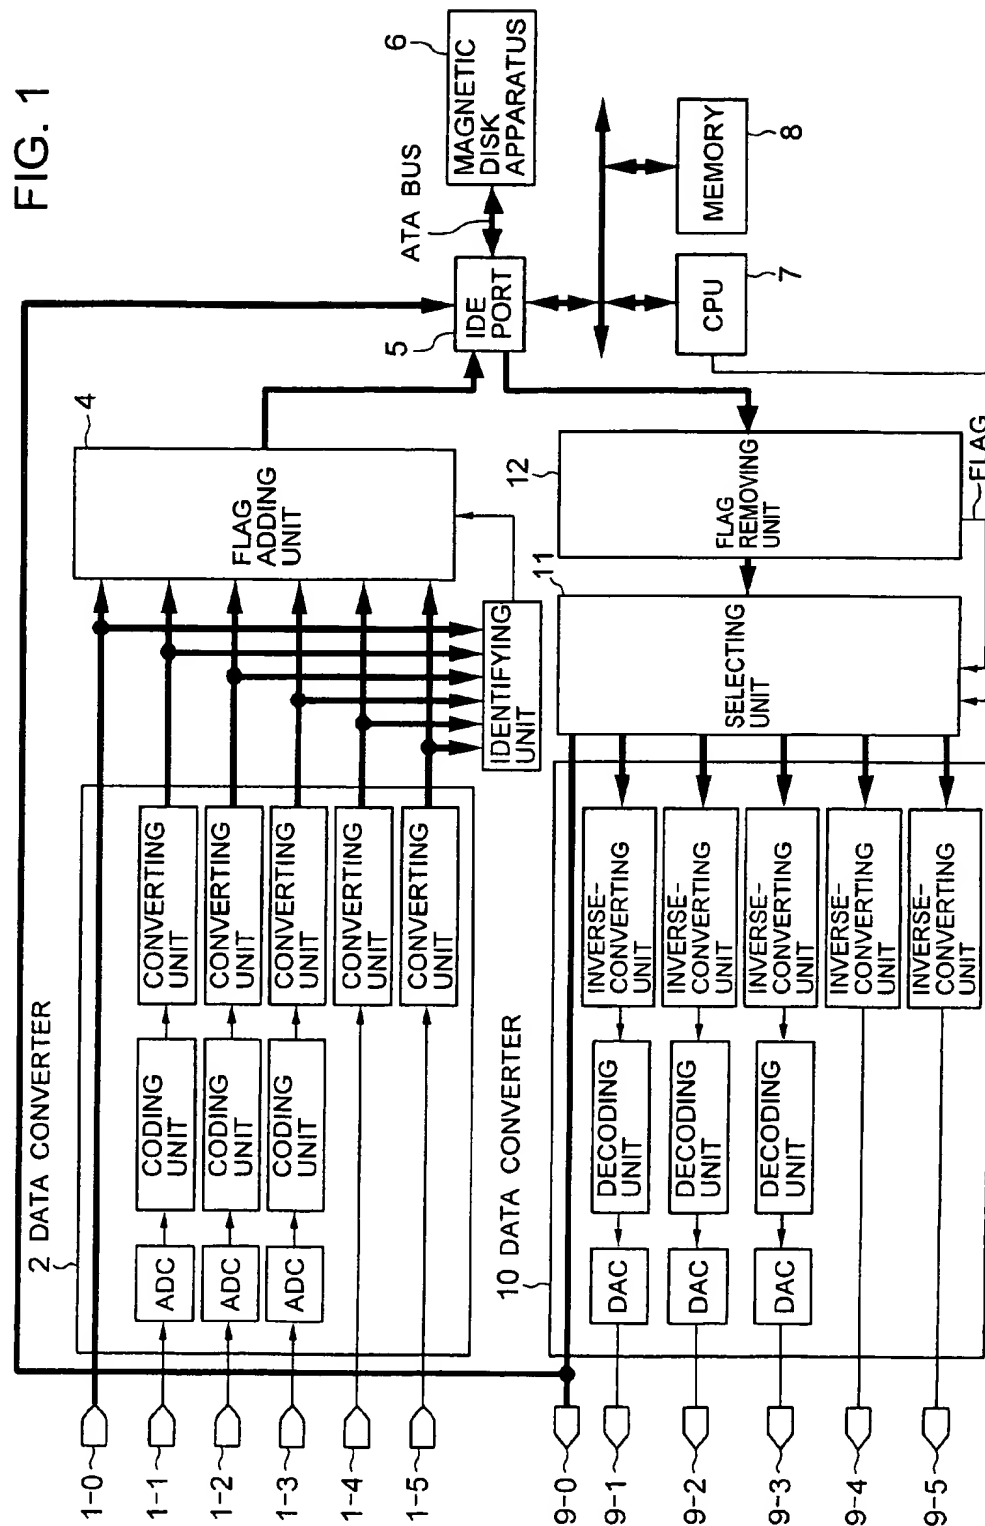 FIG. 1
2 DATA CONVERTER
1-0
1-1
1-2
1-3
1-4
1-5
ADC
CODING
UNIT
CONVERTING
UNIT
ADC
CODING
UNIT
CONVERTING
UNIT
ADC
CODING
UNIT
CONVERTING
UNIT
CONVERTING
UNIT
CONVERTING
UNIT
IDENTIFYING
UNIT
4
FLAG
ADDING
UNIT
5
IDE
PORT
ATA BUS
6
MAGNETIC
DISK
APPARATUS
CPU
7
MEMORY
8
10 DATA CONVERTER
9-0
9-1
9-2
9-3
9-4
9-5
DAC
DECODING
UNIT
INVERSE-
CONVERTING
UNIT
DAC
DECODING
UNIT
INVERSE-
CONVERTING
UNIT
DAC
DECODING
UNIT
INVERSE-
CONVERTING
UNIT
INVERSE-
CONVERTING
UNIT
INVERSE-
CONVERTING
UNIT
11
SELECTING
UNIT
12
FLAG
REMOVING
UNIT
FLAG